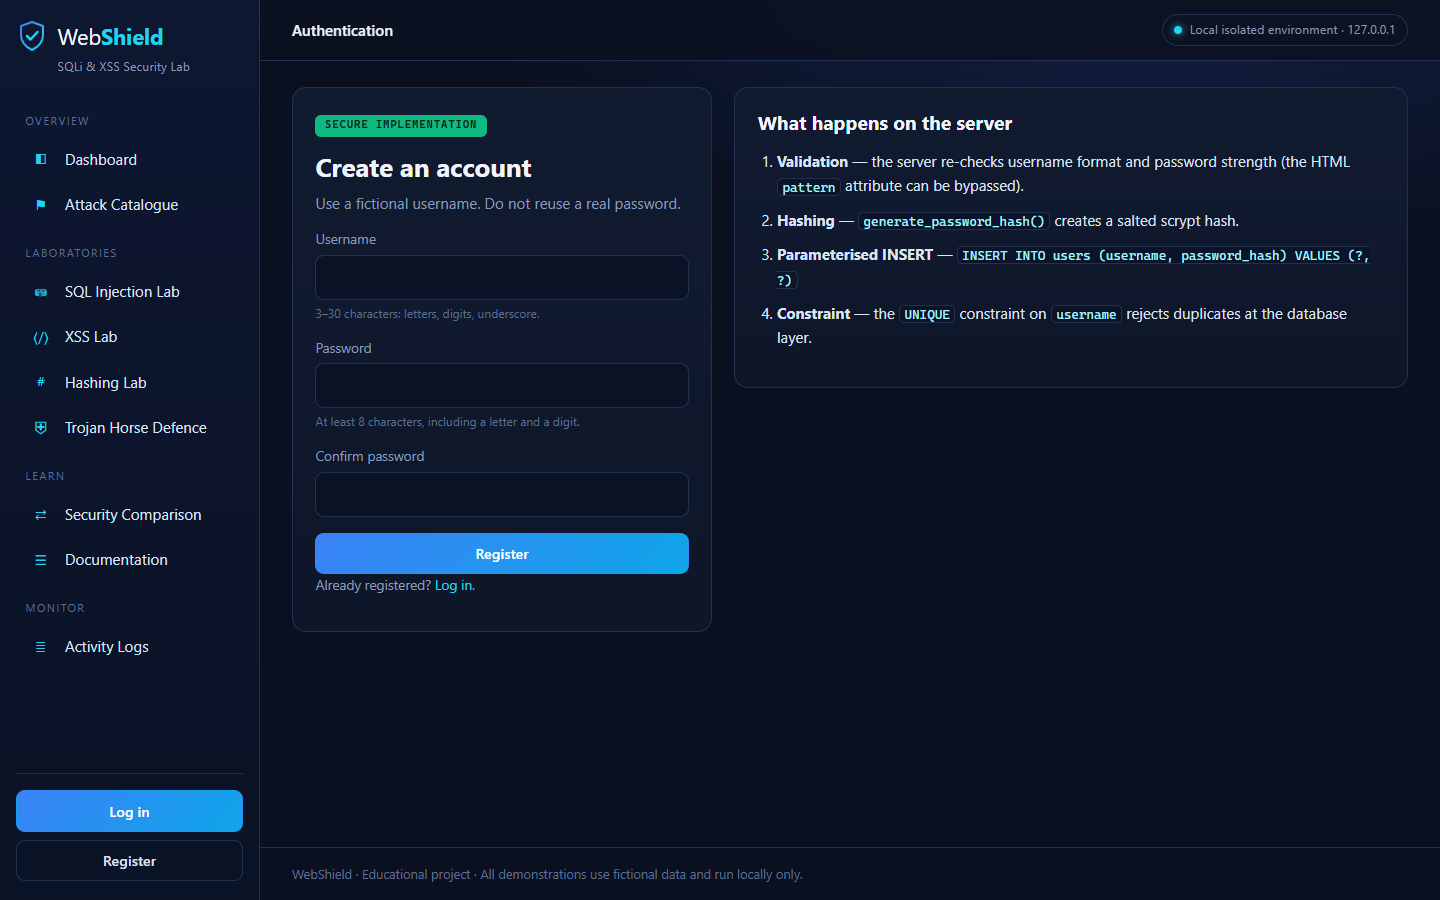 WebShield
SQLi & XSS Security Lab
OVERVIEW
Dashboard
Attack Catalogue
LABORATORIES
SQL Injection Lab
XSS Lab
# Hashing Lab
Trojan Horse Defence
LEARN
Security Comparison
Documentation
MONITOR
Activity Logs
Log in
Register
Authentication
Local isolated environment · 127.0.0.1
SECURE IMPLEMENTATION
Create an account
Use a fictional username. Do not reuse a real password.
Username
3–30 characters: letters, digits, underscore.
Password
At least 8 characters, including a letter and a digit.
Confirm password
Register
Already registered? Log in.
What happens on the server
1. Validation — the server re-checks username format and password strength (the HTML
pattern attribute can be bypassed).
2. Hashing — generate_password_hash() creates a salted scrypt hash.
3. Parameterised INSERT — INSERT INTO users (username, password_hash) VALUES (?,
?)
4. Constraint — the UNIQUE constraint on username rejects duplicates at the database
layer.
WebShield · Educational project · All demonstrations use fictional data and run locally only.